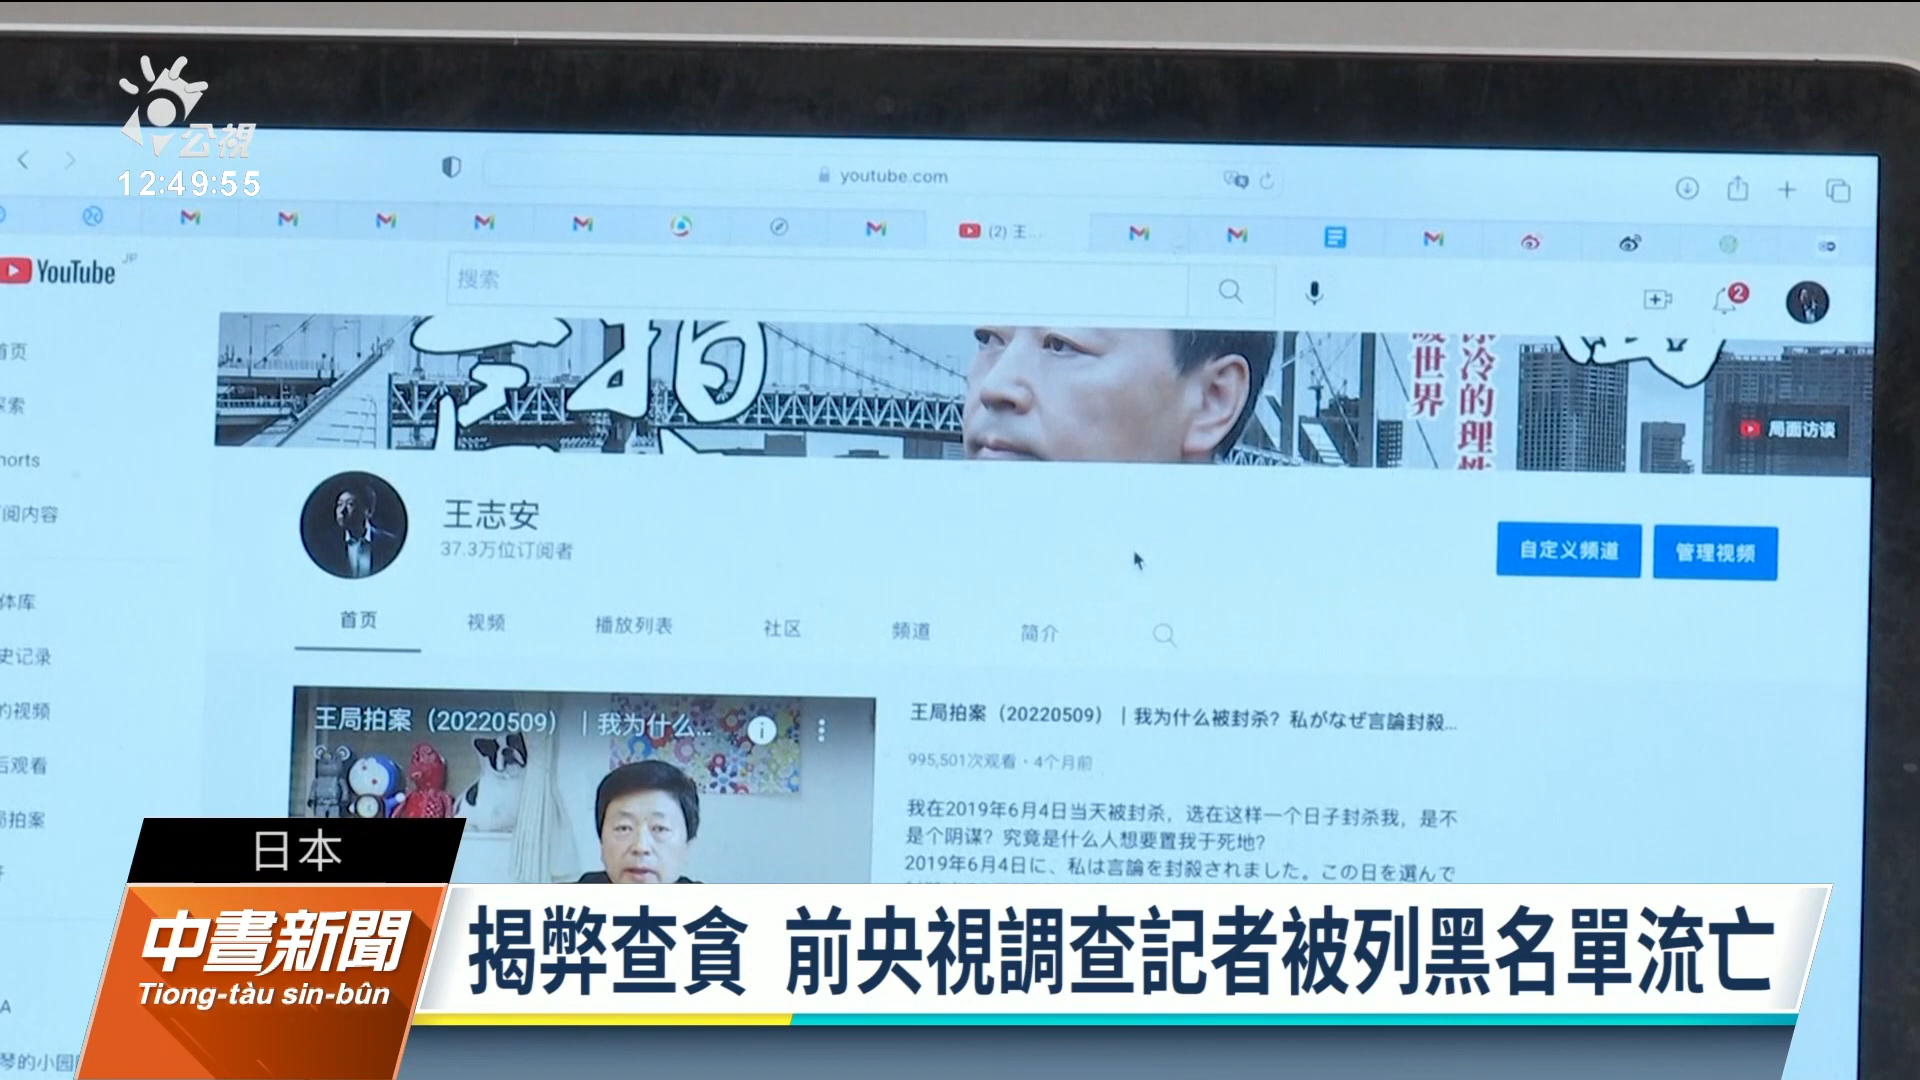 公視
12:49:55
youtube.com
(2) 王...
YouTube JP
搜索
2
你冷的理性
暖世界
局面访谈
首页
探索
Shorts
订阅内容
王志安
37.3万位订阅者
自定义频道
管理视频
首页
视频
播放列表
社区
频道
简介
史记录
的视频
后观看
局拍案
王局拍案（20220509）｜我为什么...
王局拍案（20220509）｜我为什么被封杀？私がなぜ言論封殺...
995,501次观看・4个月前
我在2019年6月4日当天被封杀，选在这样一个日子封杀我，是不
是个阴谋？究竟是什么人想要置我于死地？
2019年6月4日に、私は言論を封殺されました。この日を選んで
日本
中晝新聞
Tiong-tàu sin-bûn
揭弊查貪 前央視調查記者被列黑名單流亡
琴的小园